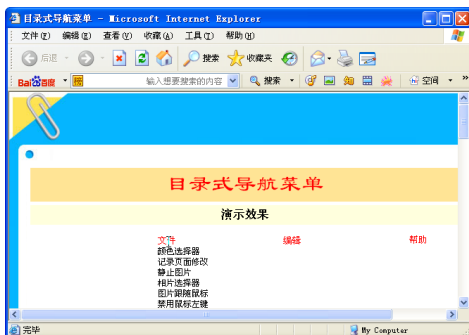 目录式导航菜单 - Microsoft Internet Explorer
文件(F) 编辑(E) 查看(V) 收藏(A) 工具(T) 帮助(H)
后退 搜索 收藏夹
Bai百度 输入想要搜索的内容 搜索 空间 »
目录式导航菜单
演示效果
文件 编辑 帮助
颜色选择器
记录页面修改
静止图片
相片选择器
图片跟随鼠标
禁用鼠标左键
完毕 My Computer